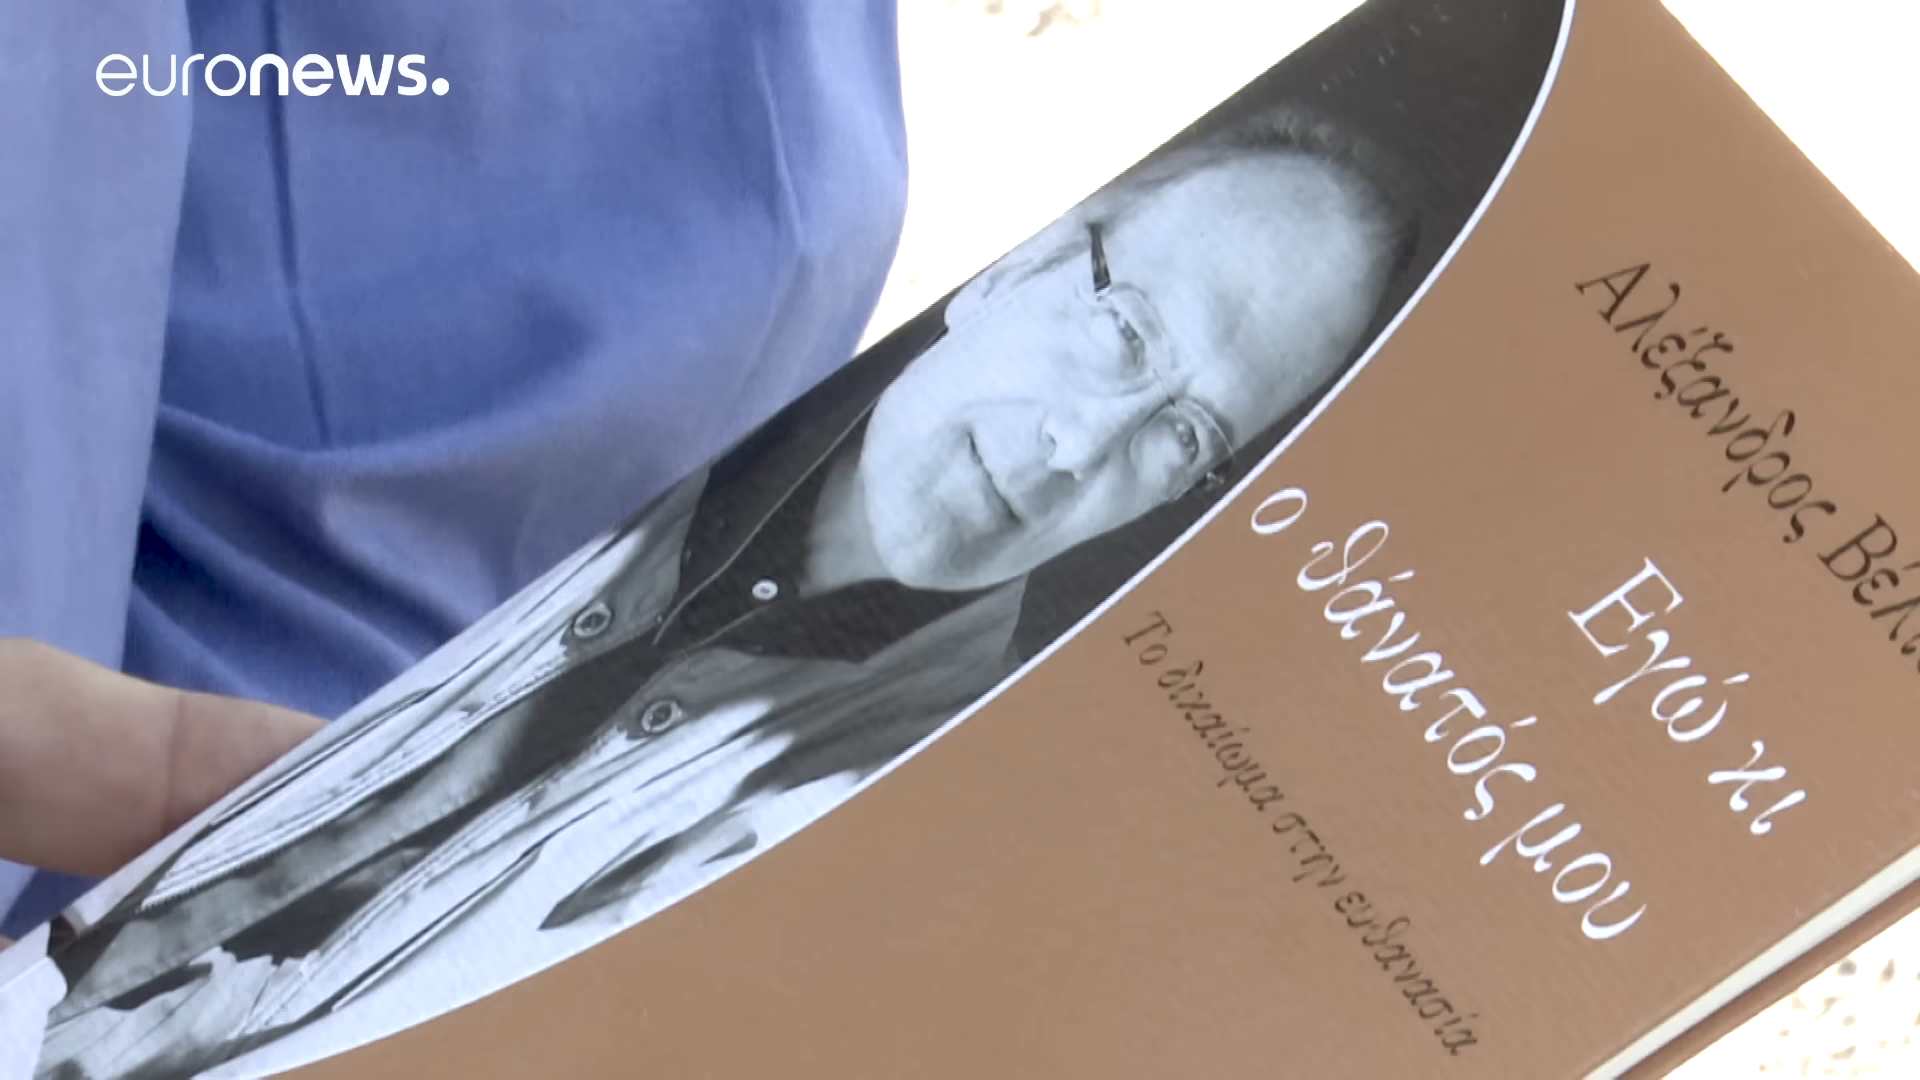 euronews.
Αλέξανδρος
Εγώ κι
ο θάνατός μου
Το δικαίωμα στην ευθανασία